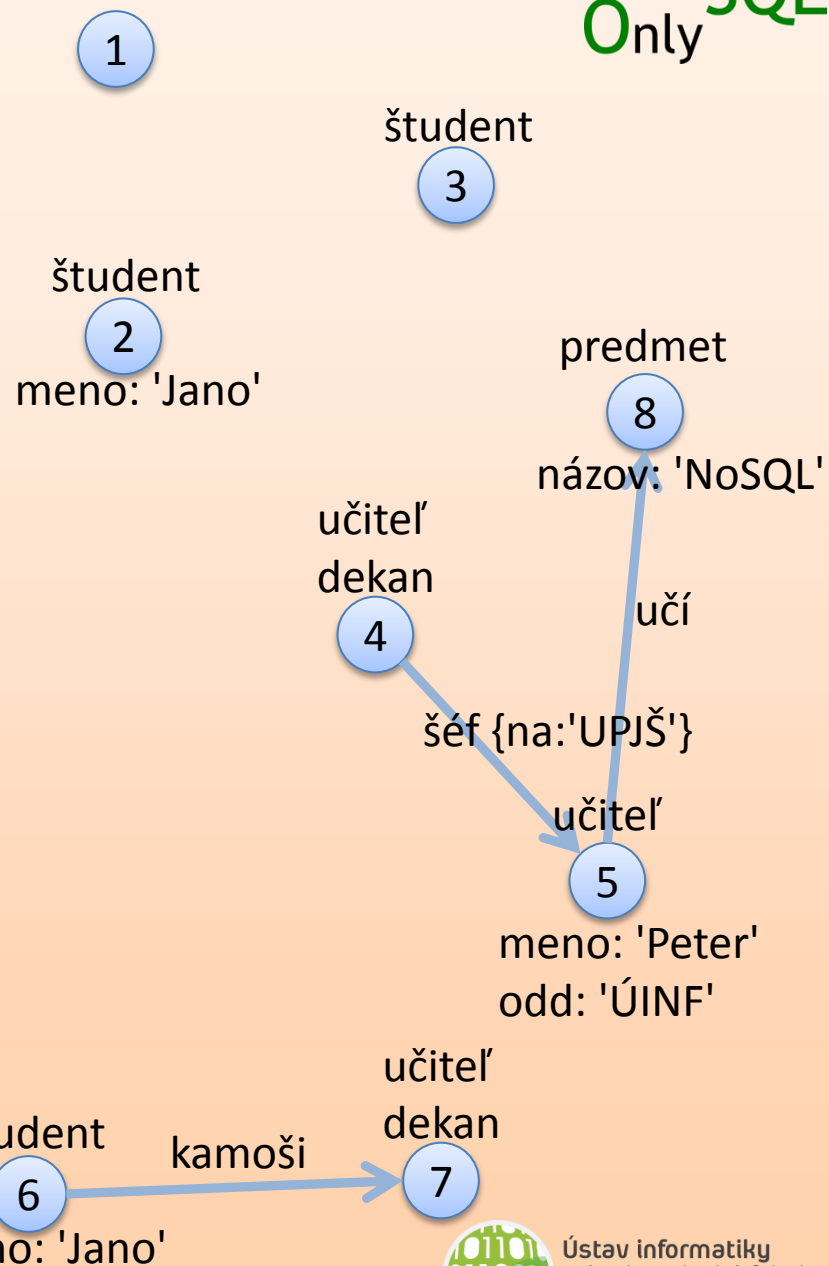 Only
1
študent
3
študent
2
meno: 'Jano'
predmet
8
názov: 'NoSQL'
učiteľ
dekan
4
učí
šéf {na:'UPJŠ'}
učiteľ
5
meno: 'Peter'
odd: 'ÚINF'
učiteľ
dekan
7
kamoši
6
'Jano'
Ústav informatiky